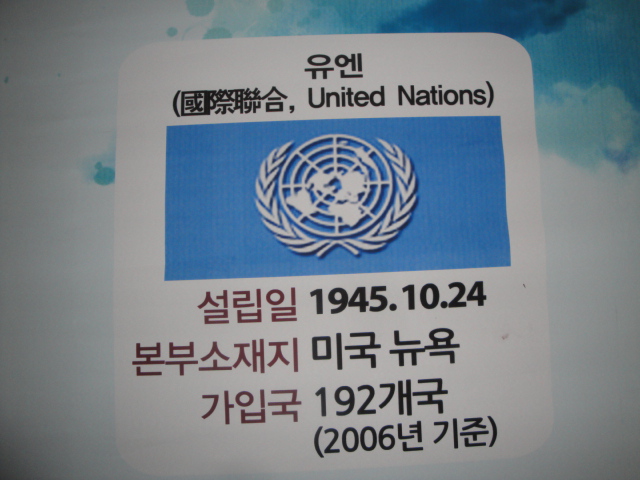 유엔
(國際聯合, United Nations)
설립일 1945.10.24
본부소재지 미국 뉴욕
가입국 192개국
(2006년 기준)